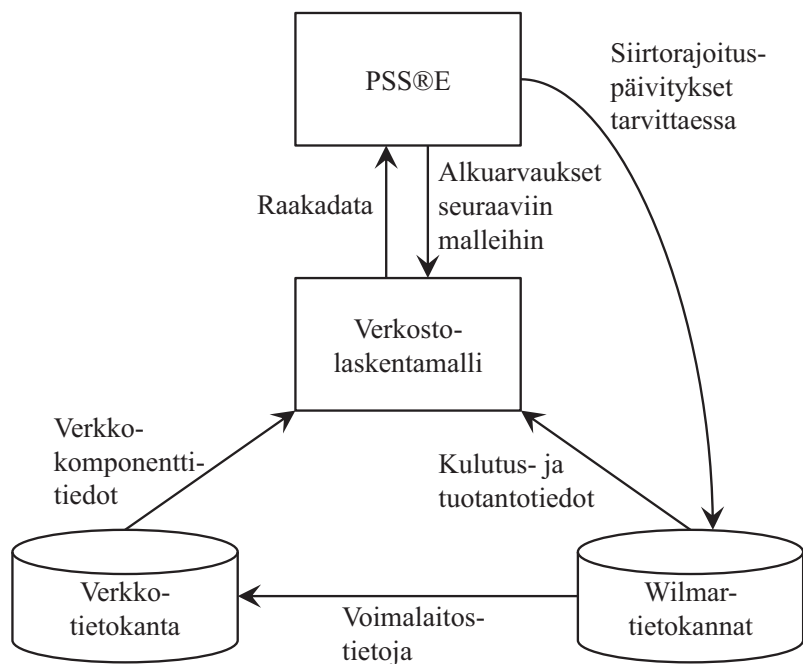 PSS®E
Siirtorajoitus-
päivitykset
tarvittaessa
Raakadata
Alkuarvaukset
seuraaviin
malleihin
Verkosto-
laskentamalli
Verkko-
komponentti-
tiedot
Kulutus- ja
tuotantotiedot
Verkko-
tietokanta
Voimalaitos-
tietoja
Wilmar-
tietokannat